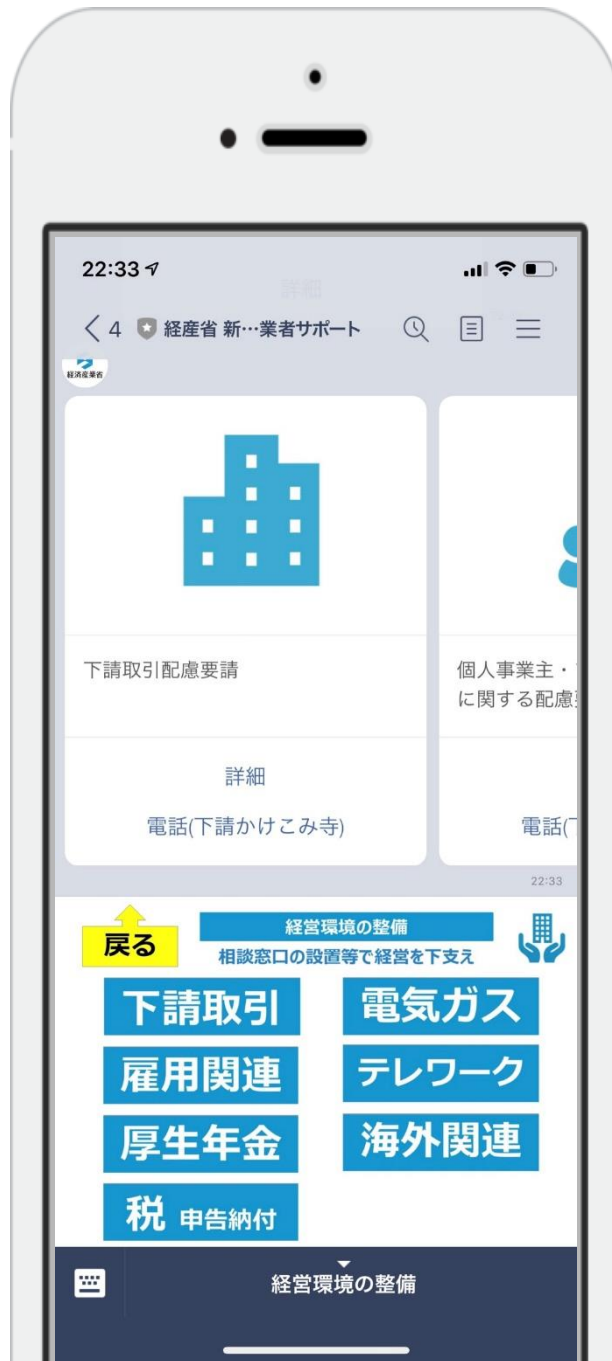 22:33
詳細
4 経産省 新…業者サポート
経済産業省
下請取引配慮要請
詳細
電話(下請かけこみ寺)
個人事業主・
に関する配慮
電話(
22:33
戻る
経営環境の整備
相談窓口の設置等で経営を下支え
下請取引
電気ガス
雇用関連
テレワーク
厚生年金
海外関連
税 申告納付
経営環境の整備